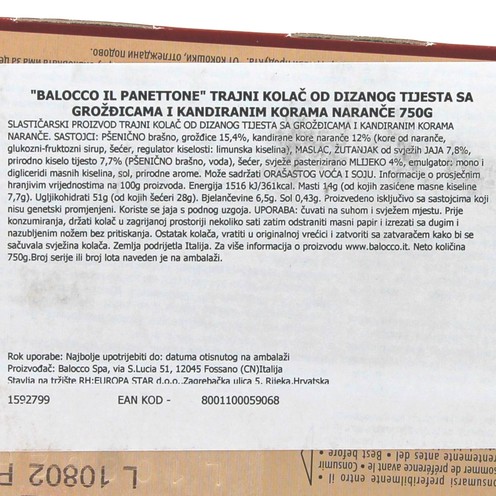 "BALOCCO IL PANETTONE" TRAJNI KOLAČ OD DIZANOG TIJESTA SA
GROŽĐICAMA I KANDIRANIM KORAMA NARANČE 750G
SLASTIČARSKI PROIZVOD TRAJNI KOLAČ OD DIZANOG TIJESTA SA GROŽĐICAMA I KANDIRANIM KORAMA
NARANČE. SASTOJCI: PŠENIČNO brašno, grožđice 15,4%, kandirane kore naranče 12% (kore naranče,
glukozni-fruktozni sirup, šećer, regulator kiselosti: limunska kiselina), MASLAC, ŽUTANJAK od svježih JAJA 7,8%,
prirodno kiselo tijesto 7,7% (PŠENIČNO brašno, voda), šećer, svježe pasterizirano MLIJEKO 4%, emulgator: mono i
digliceridi masnih kiselina, sol, prirodne arome. Može sadržati ORAŠASTOG VOĆA I SOJU. Informacije o prosječnim
hranjivim vrijednostima na 100g proizvoda. Energija 1516 kJ/361kcal. Masti 14g (od kojih zasićene masne kiseline
7,7g). Ugljikohidrati 51g (od kojih šećeri 28g). Bjelančevine 6,5g. Sol 0,43g. Proizvedeno isključivo sa sastojcima koji
nisu genetski promjenjeni. Koriste se jaja s podnog uzgoja. UPORABA: čuvati na suhom i svježem mjestu. Prije
konzumiranja, držati kolač u zagrijanoj prostoriji nekoliko sati zatim odstraniti masni papir i izrezati sa dugim i
nazubljenim nožem bez pritiskanja. Ostatak kolača, vratiti u originalnoj vrećici i zatvoriti sa zatvaračem kako bi se
sačuvala svježina kolača. Zemlja podrijetla Italija. Za više informacija o proizvodu www.balocco.it. Neto količina
750g.Broj serije ili broj lota naveden je na ambalaži.
Rok uporabe: Najbolje upotrijebiti do: datuma otisnutog na ambalaži
Proizvođač: Balocco Spa, via S.Lucia 51, 12045 Fossano (CN)Italija
Stavlja na tržište RH:EUROPA STAR d.o.o.,Zagrebačka ulica 5, Rijeka,Hrvatska
1592799 EAN KOD - 8001100059068
L 10802